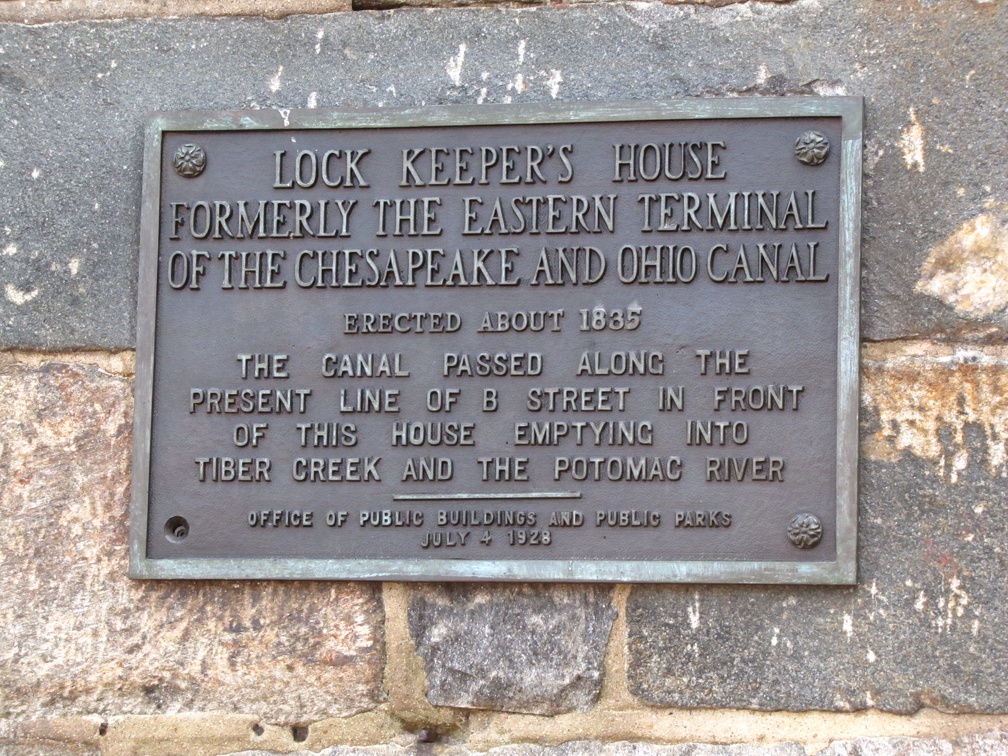 LOCK KEEPER'S HOUSE
FORMERLY THE EASTERN TERMINAL
OF THE CHESAPEAKE AND OHIO CANAL
ERECTED ABOUT 1835
THE CANAL PASSED ALONG THE
PRESENT LINE OF B STREET IN FRONT
OF THIS HOUSE EMPTYING INTO
TIBER CREEK AND THE POTOMAC RIVER
OFFICE OF PUBLIC BUILDINGS AND PUBLIC PARKS
JULY 4 1928